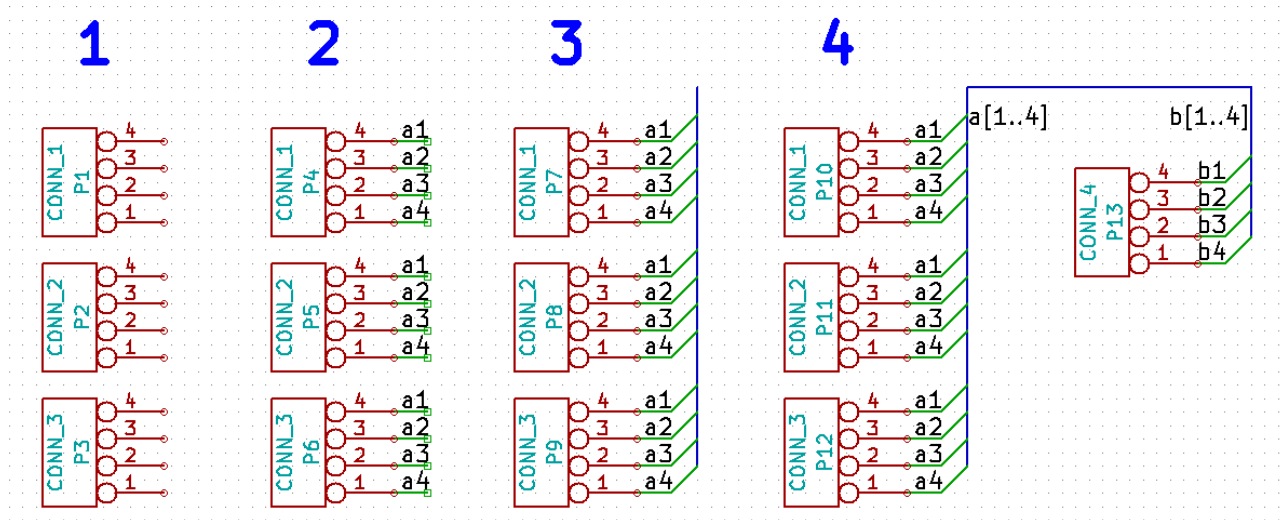 1 2 3 4
a[1..4] b[1..4]
CONN_1
P1
4
3
2
1
CONN_2
P2
4
3
2
1
CONN_3
P3
4
3
2
1
CONN_1
P4
4 a1
3 a2
2 a3
1 a4
CONN_2
P5
4 a1
3 a2
2 a3
1 a4
CONN_3
P6
4 a1
3 a2
2 a3
1 a4
CONN_1
P7
4 a1
3 a2
2 a3
1 a4
CONN_2
P8
4 a1
3 a2
2 a3
1 a4
CONN_3
P9
4 a1
3 a2
2 a3
1 a4
CONN_1
P10
4 a1
3 a2
2 a3
1 a4
CONN_2
P11
4 a1
3 a2
2 a3
1 a4
CONN_3
P12
4 a1
3 a2
2 a3
1 a4
CONN_4
P13
4 b1
3 b2
2 b3
1 b4